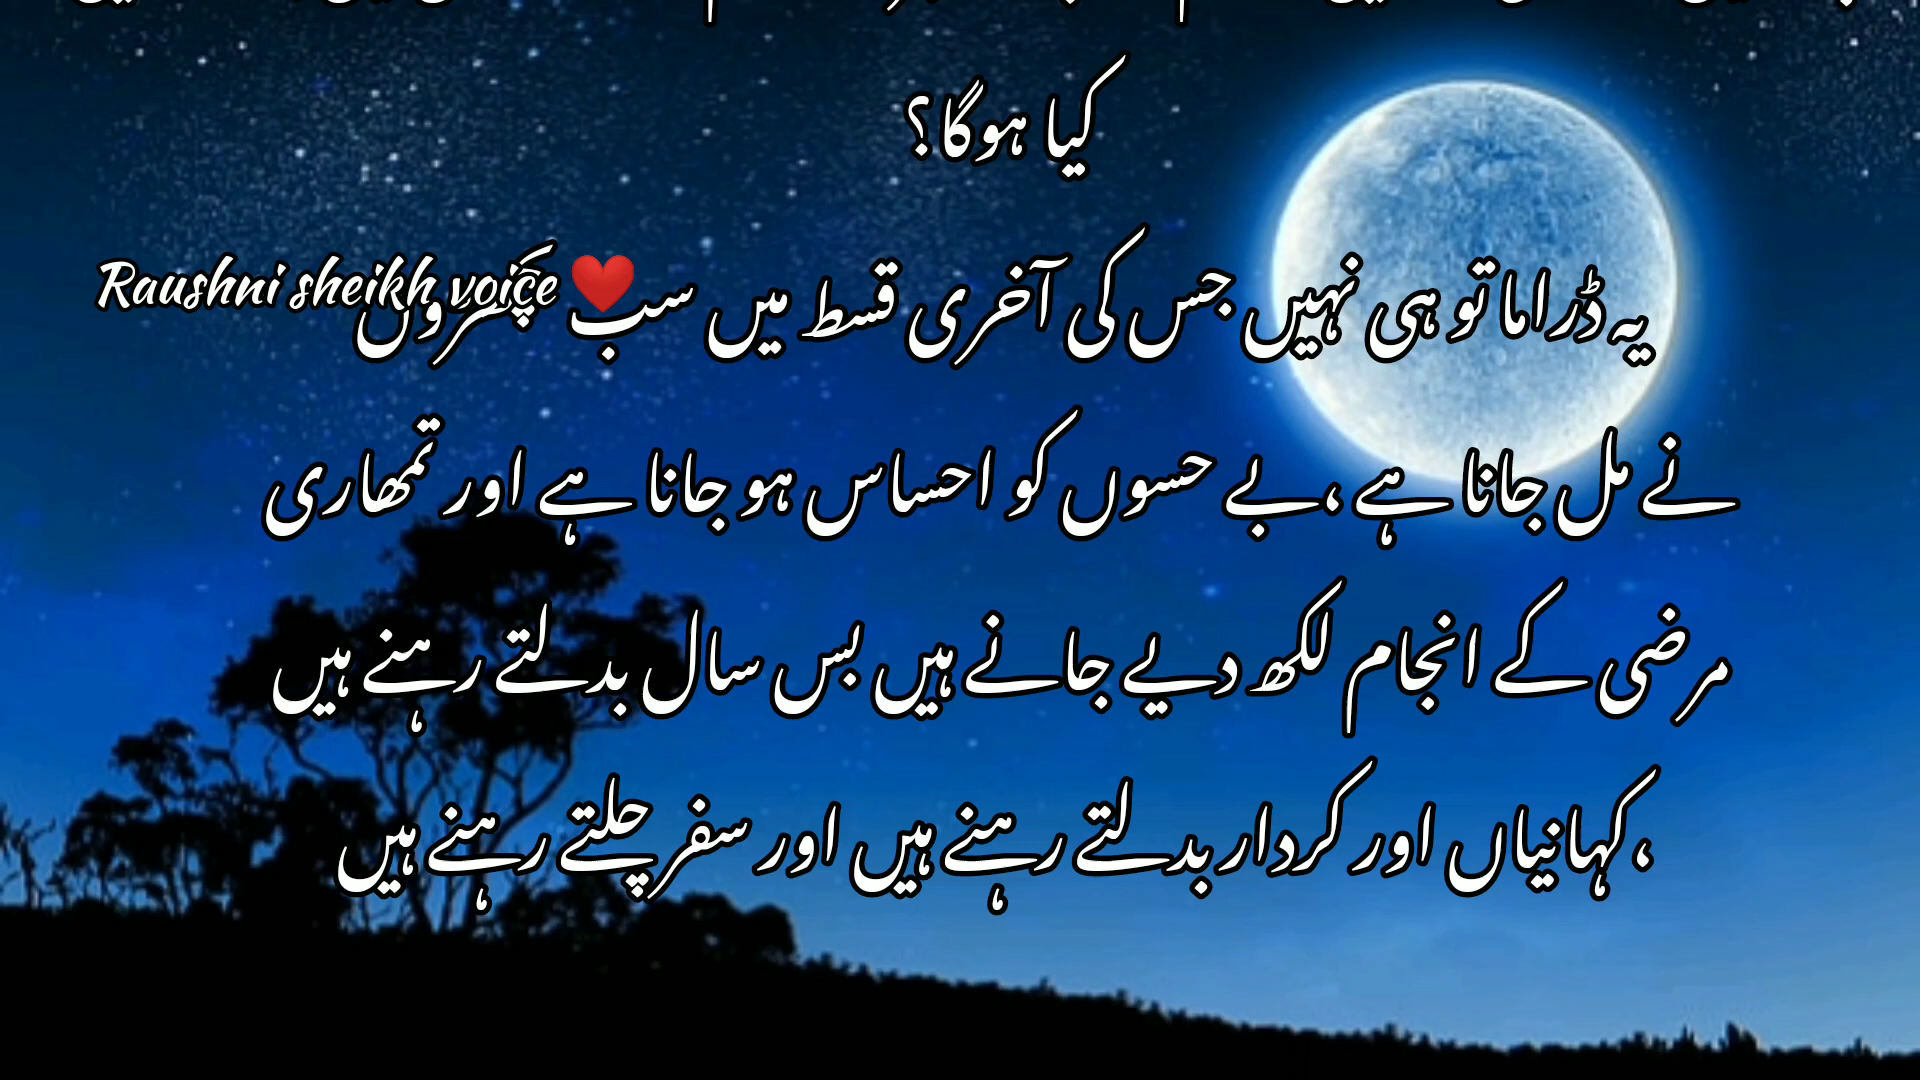 کیا ہوگا؟
Raushni sheikh voice ❤️
یہ ڈراما تو ہی نہیں جس کی آخری قسط میں سب بچھڑوں
نے مل جانا ہے ،بے حسوں کو احساس ہو جانا ہے اور تمھاری
مرضی کے انجام لکھ دیے جانے ہیں بس سال بدلتے رہنے ہیں
،کہانیاں اور کردار بدلتے رہنے ہیں اور سفر چلتے رہنے ہیں